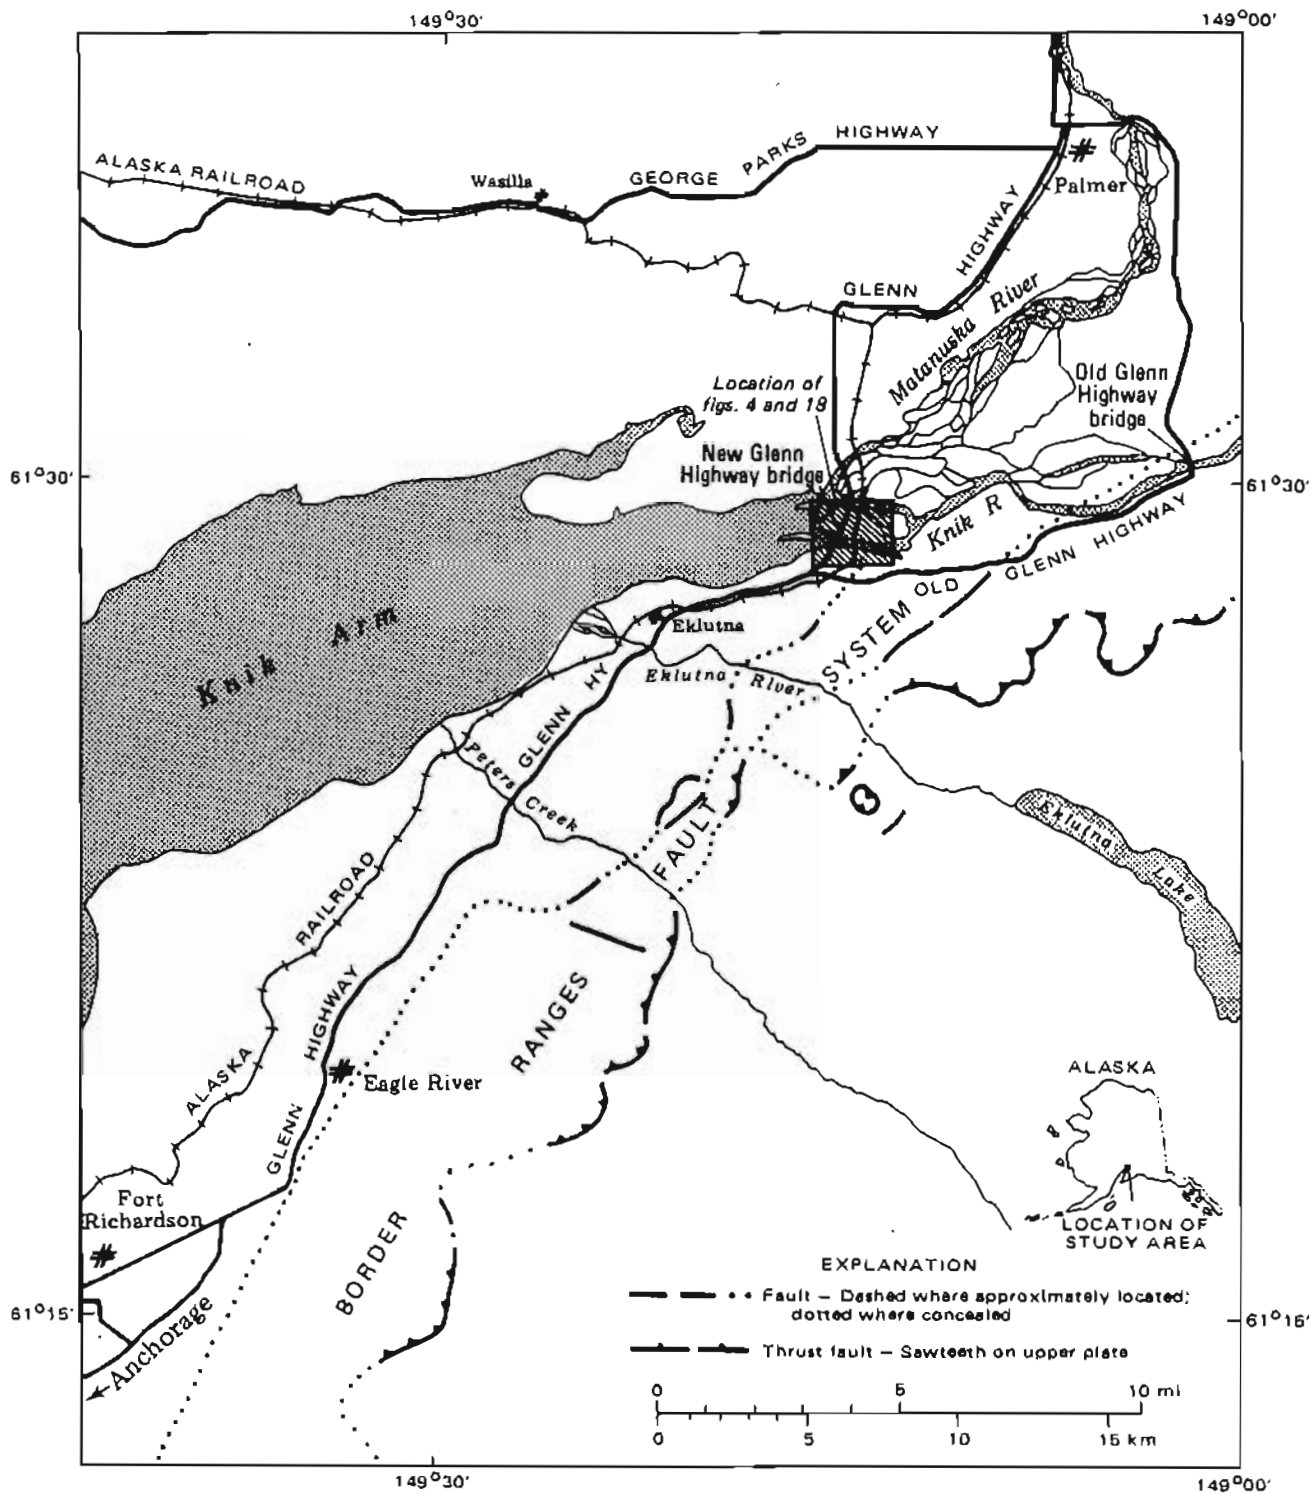 149°30'
149°00'
ALASKA RAILROAD
Wasilla
GEORGE
PARKS
HIGHWAY
Palmer
HIGHWAY
GLENN
Matanuska River
Old Glenn
Highway
bridge
Location of
figs. 4 and 18
New Glenn
Highway bridge
61°30'
61°30'
Knik R
OLD
GLENN HIGHWAY
Knik Arm
Eklutna
SYSTEM
Eklutna River
GLENN HY
Peters
Creek
FAULT
Eklutna
Lake
RAILROAD
HIGHWAY
RANGES
ALASKA
Eagle River
GLENN
ALASKA
Fort
Richardson
LOCATION OF
STUDY AREA
BORDER
EXPLANATION
Fault – Dashed where approximately located;
dotted where concealed
61°15'
61°15'
Anchorage
Thrust fault – Sawteeth on upper plate
0 5 10 mi
0 5 10 15 km
149°30'
149°00'